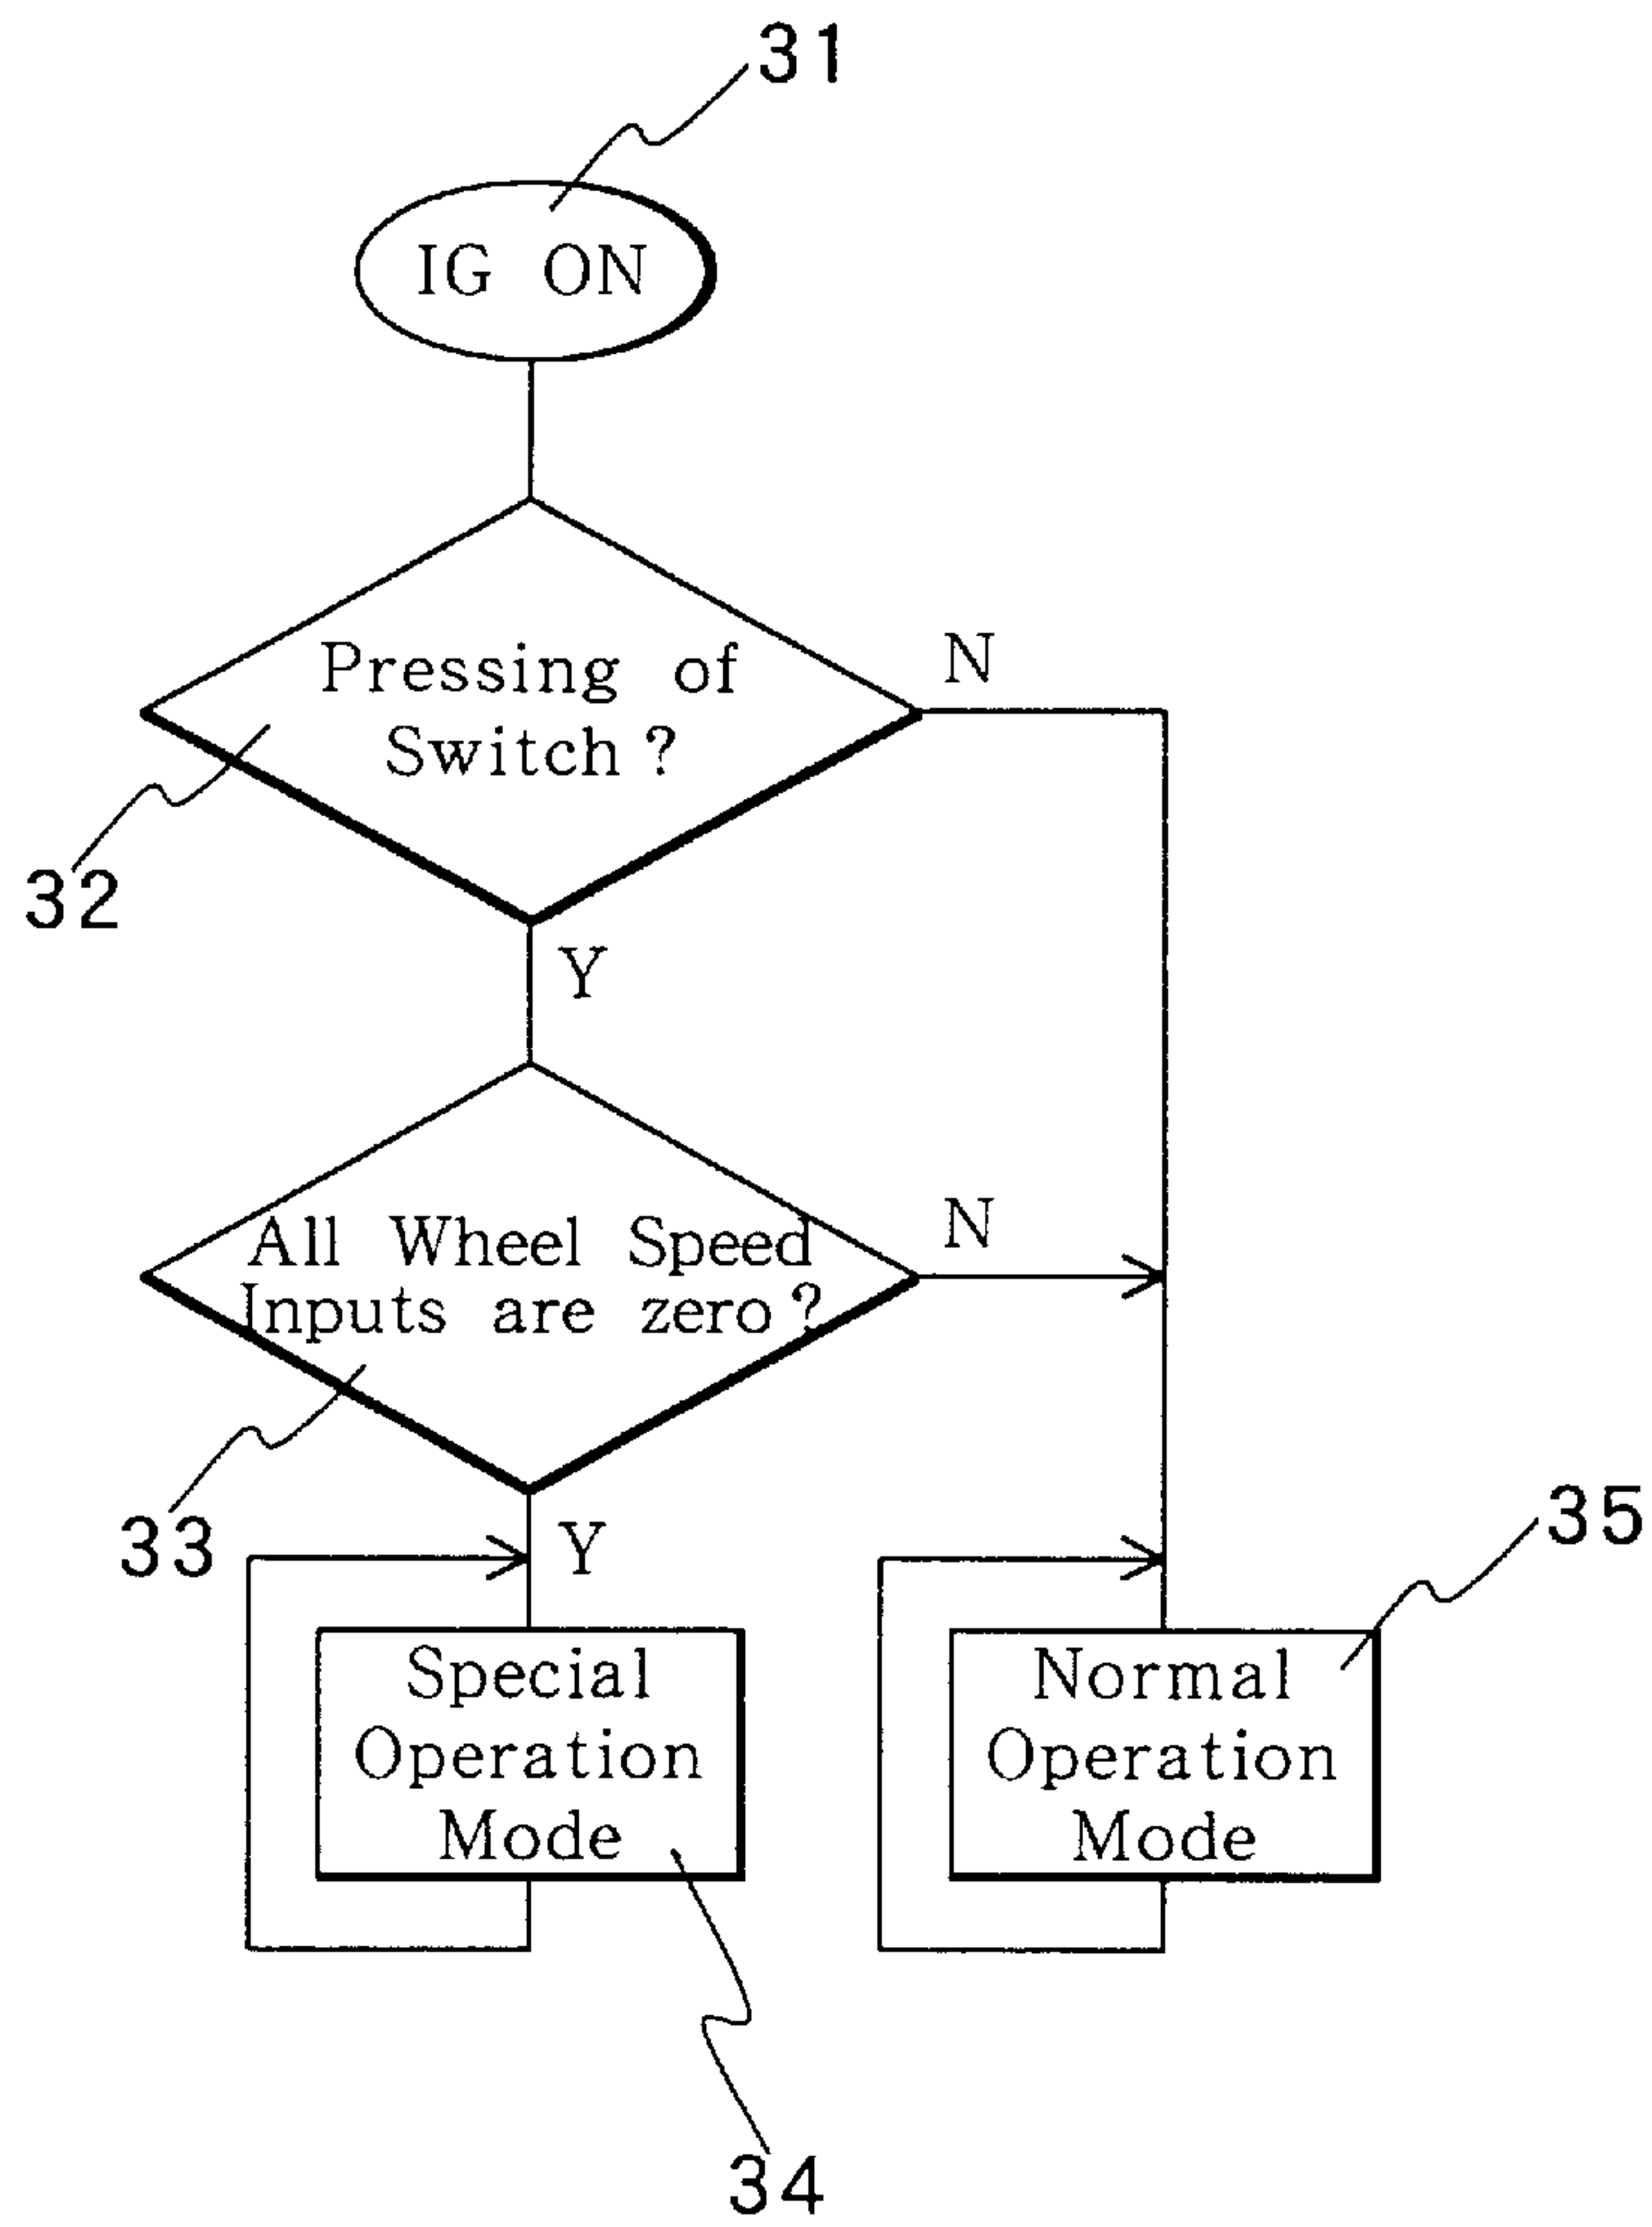 31
IG ON
Pressing of
Switch ?
N
32
Y
All Wheel Speed
Inputs are zero ?
N
33
Y
35
Special
Operation
Mode
Normal
Operation
Mode
34